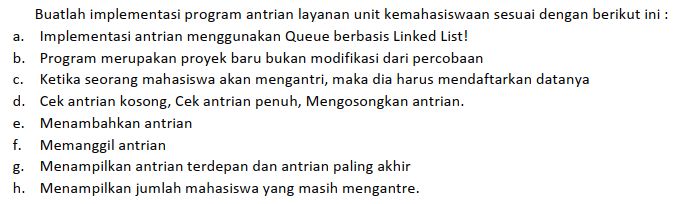 Buatlah implementasi program antrian layanan unit kemahasiswaan sesuai dengan berikut ini :
a. Implementasi antrian menggunakan Queue berbasis Linked List!
b. Program merupakan proyek baru bukan modifikasi dari percobaan
c. Ketika seorang mahasiswa akan mengantri, maka dia harus mendaftarkan datanya
d. Cek antrian kosong, Cek antrian penuh, Mengosongkan antrian.
e. Menambahkan antrian
f. Memanggil antrian
g. Menampilkan antrian terdepan dan antrian paling akhir
h. Menampilkan jumlah mahasiswa yang masih mengantre.